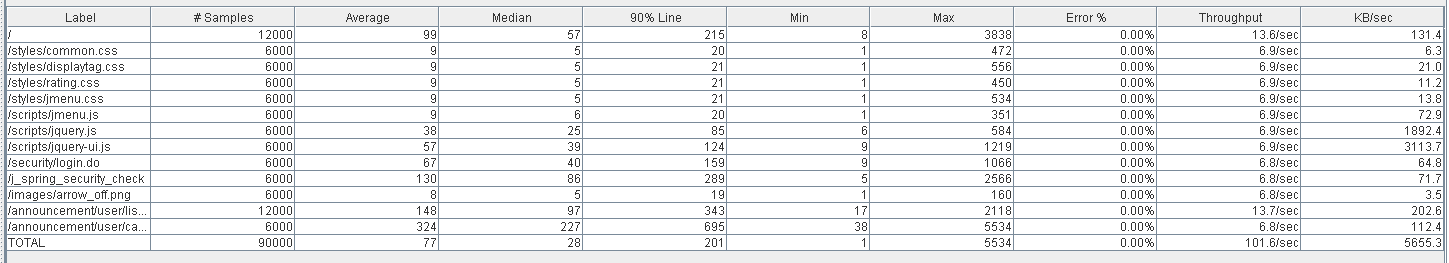 Label # Samples Average Median 90% Line Min Max Error % Throughput KB/sec
/ 12000 99 57 215 8 3838 0.00% 13.6/sec 131.4
/styles/common.css 6000 9 5 20 1 472 0.00% 6.9/sec 6.3
/styles/displaytag.css 6000 9 5 21 1 556 0.00% 6.9/sec 21.0
/styles/rating.css 6000 9 5 21 1 450 0.00% 6.9/sec 11.2
/styles/jmenu.css 6000 9 5 21 1 534 0.00% 6.9/sec 13.8
/scripts/jmenu.js 6000 9 6 20 1 351 0.00% 6.9/sec 72.9
/scripts/jquery.js 6000 38 25 85 6 584 0.00% 6.9/sec 1892.4
/scripts/jquery-ui.js 6000 57 39 124 9 1219 0.00% 6.9/sec 3113.7
/security/login.do 6000 67 40 159 9 1066 0.00% 6.8/sec 64.8
/j_spring_security_check 6000 130 86 289 5 2566 0.00% 6.8/sec 71.7
/images/arrow_off.png 6000 8 5 19 1 160 0.00% 6.8/sec 3.5
/announcement/user/lis... 12000 148 97 343 17 2118 0.00% 13.7/sec 202.6
/announcement/user/ca... 6000 324 227 695 38 5534 0.00% 6.8/sec 112.4
TOTAL 90000 77 28 201 1 5534 0.00% 101.6/sec 5655.3